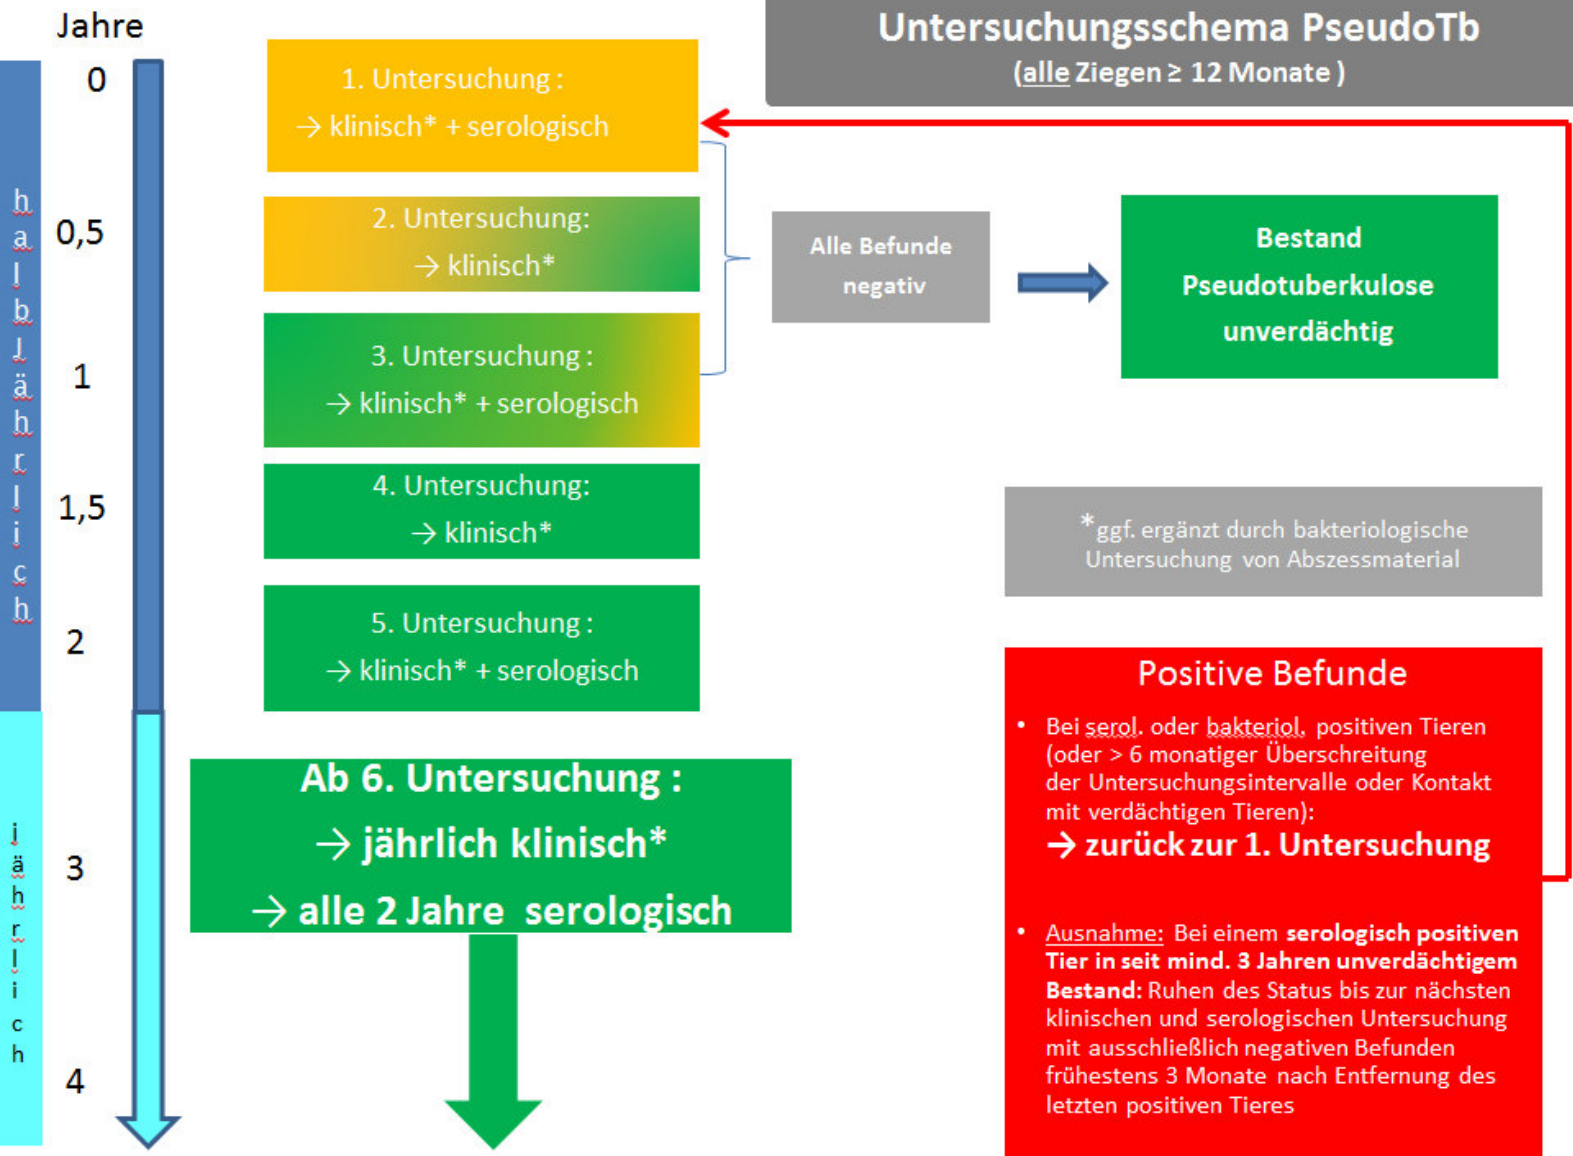 Untersuchungsschema PseudoTb
(alle Ziegen ≥ 12 Monate )
Jahre
0
0,5
1
1,5
2
3
4
halbjährlich
jährlich
1. Untersuchung :
→ klinisch* + serologisch
2. Untersuchung:
→ klinisch*
3. Untersuchung :
→ klinisch* + serologisch
4. Untersuchung:
→ klinisch*
5. Untersuchung :
→ klinisch* + serologisch
Ab 6. Untersuchung :
→ jährlich klinisch*
→ alle 2 Jahre serologisch
Alle Befunde
negativ
Bestand
Pseudotuberkulose
unverdächtig
*ggf. ergänzt durch bakteriologische
Untersuchung von Abszessmaterial
Positive Befunde
• Bei serol. oder bakteriol. positiven Tieren
(oder > 6 monatiger Überschreitung
der Untersuchungsintervalle oder Kontakt
mit verdächtigen Tieren):
→ zurück zur 1. Untersuchung
• Ausnahme: Bei einem serologisch positiven
Tier in seit mind. 3 Jahren unverdächtigem
Bestand: Ruhen des Status bis zur nächsten
klinischen und serologischen Untersuchung
mit ausschließlich negativen Befunden
frühestens 3 Monate nach Entfernung des
letzten positiven Tieres